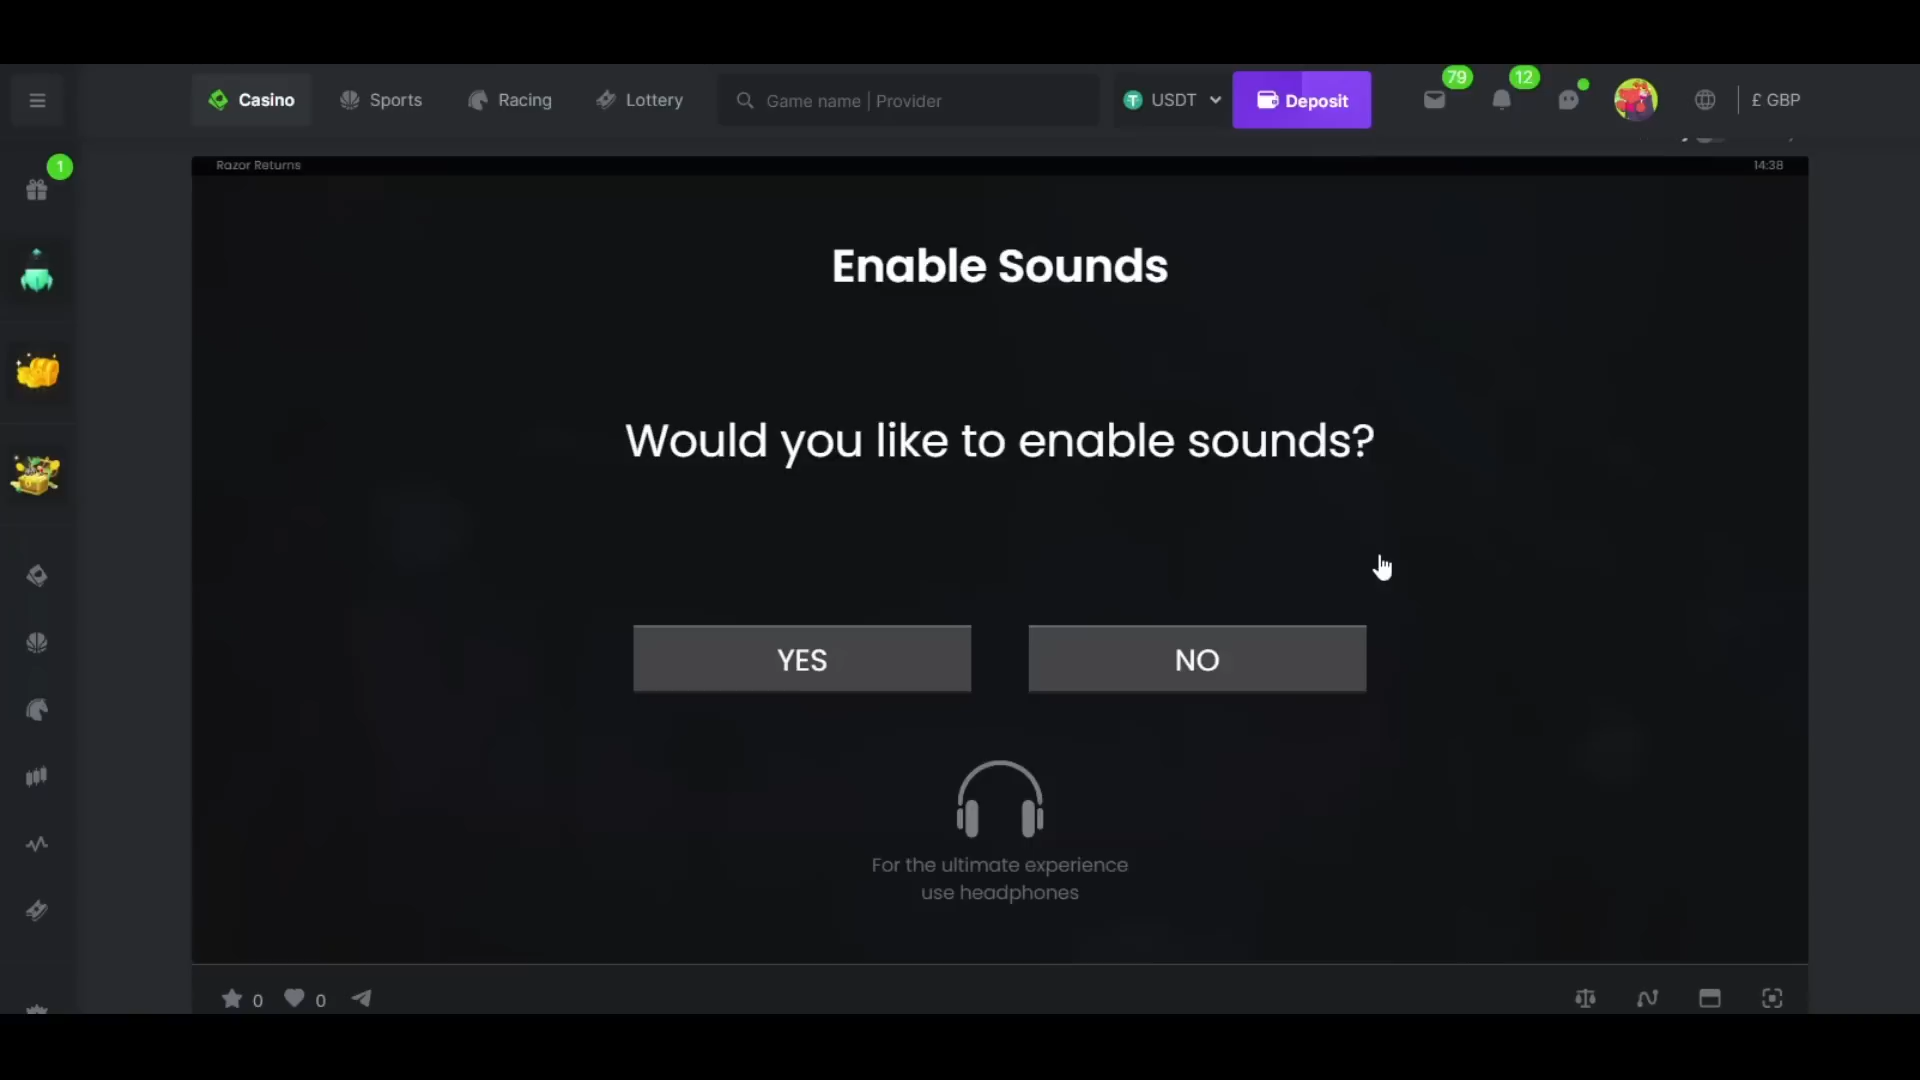 Casino
Sports
Racing
Lottery
Game name | Provider
USDT
Deposit
79
12
£ GBP
1
Razor Returns
14:38
Enable Sounds
Would you like to enable sounds?
YES
NO
For the ultimate experience
use headphones
0
0